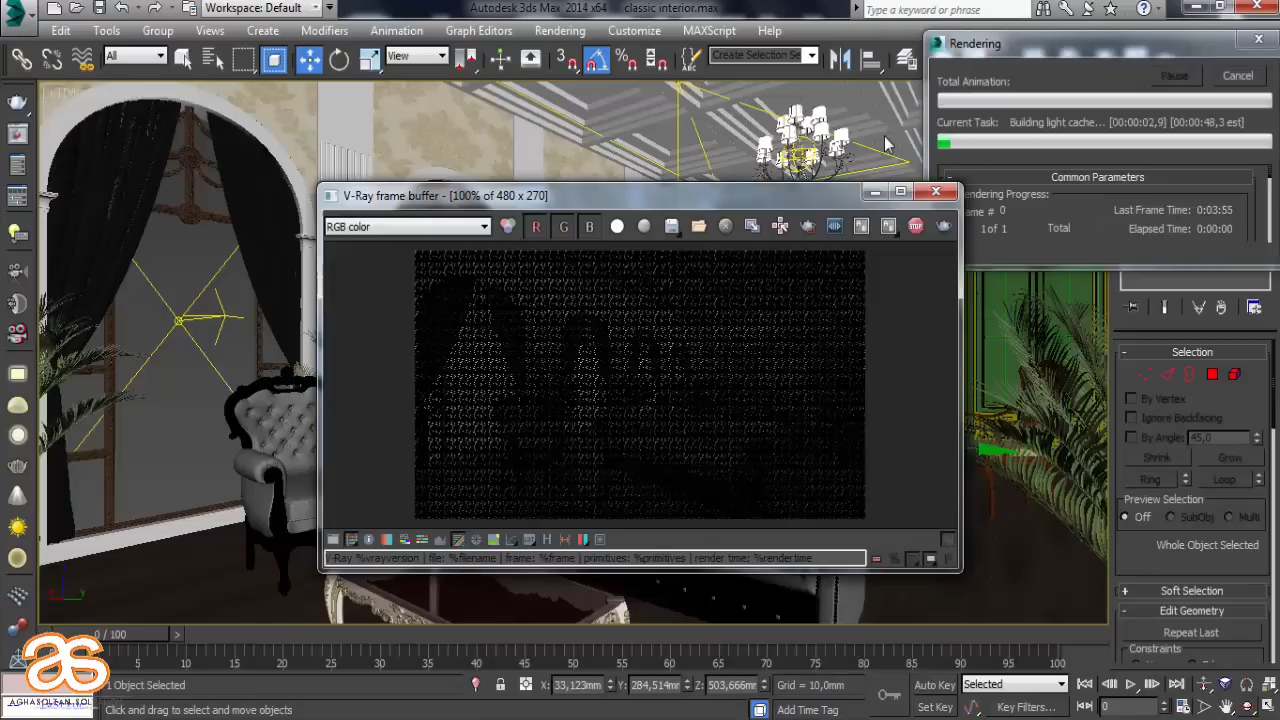 Workspace: Default
Autodesk 3ds Max 2014 x64 classic interior.max
Type a keyword or phrase
Edit Tools Group Views Create Modifiers Animation Graph Editors Rendering Customize MAXScript Help
All
View
3
Create Selection Se
Rendering
Total Animation:
Pause
Cancel
Current Task: Building light cache... [00:00:02,9] [00:00:48,3 est]
Common Parameters
Rendering Progress:
Frame # 0
Last Frame Time: 0:03:55
1 of 1 Total
Elapsed Time: 0:00:00
V-Ray frame buffer - [100% of 480 x 270]
RGB color
R G B
STOP
V-Ray %vrayversion | file: %filename | frame: %frame | primitives: %primitives | render time: %rendertime
Selection
By Vertex
Ignore Backfacing
By Angle: 45,0
Shrink Grow
Ring Loop
Preview Selection
Off SubObj Multi
Whole Object Selected
Soft Selection
Edit Geometry
Repeat Last
Constraints
0 / 100
5 10 15 20 25 30 35 40 45 50 55 60 65 70 75 80 85 90 95 100
1 Object Selected
X: 33,123mm Y: 284,514mm Z: 503,666mm
Grid = 10,0mm
Auto Key
Selected
Click and drag to select and move objects
Add Time Tag
Set Key
Key Filters...
0
as
AGHASOLTAN.SOL